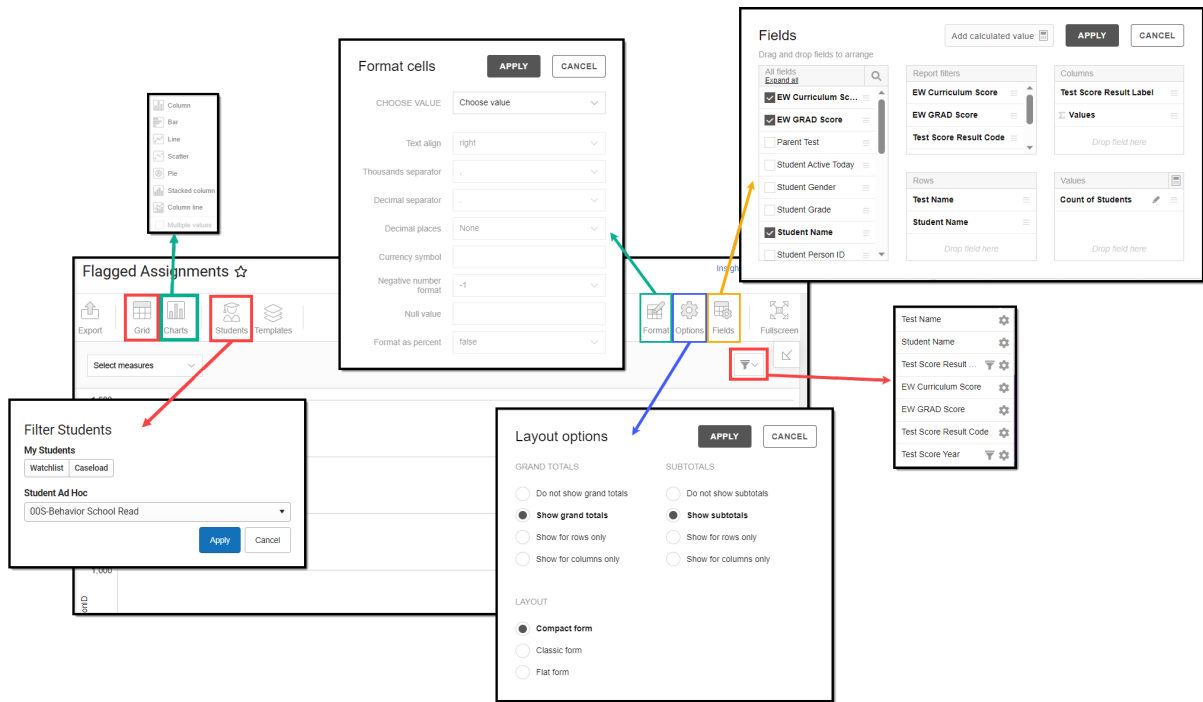 Column
Bar
Line
Scatter
Pie
Stacked column
Column line
Multiple values
Format cells
APPLY
CANCEL
CHOOSE VALUE
Choose value
Text align
right
Thousands separator
,
Decimal separator
.
Decimal places
None
Currency symbol
Negative number
format
-1
Null value
Format as percent
false
Fields
Add calculated value
APPLY
CANCEL
Drag and drop fields to arrange
All fields
Expand all
EW Curriculum Sc...
EW GRAD Score
Parent Test
Student Active Today
Student Gender
Student Grade
Student Name
Student Person ID
Report filters
EW Curriculum Score
EW GRAD Score
Test Score Result Code
Columns
Test Score Result Label
Σ Values
Drop field here
Rows
Test Name
Student Name
Drop field here
Values
Count of Students
Drop field here
Flagged Assignments ☆
Insigh
Export
Grid
Charts
Students
Templates
Format
Options
Fields
Fullscreen
Select measures
1,500
1,000
onID
Test Name
Student Name
Test Score Result ...
EW Curriculum Score
EW GRAD Score
Test Score Result Code
Test Score Year
Filter Students
My Students
Watchlist
Caseload
Student Ad Hoc
00S-Behavior School Read
Apply
Cancel
Layout options
APPLY
CANCEL
GRAND TOTALS
Do not show grand totals
Show grand totals
Show for rows only
Show for columns only
SUBTOTALS
Do not show subtotals
Show subtotals
Show for rows only
Show for columns only
LAYOUT
Compact form
Classic form
Flat form